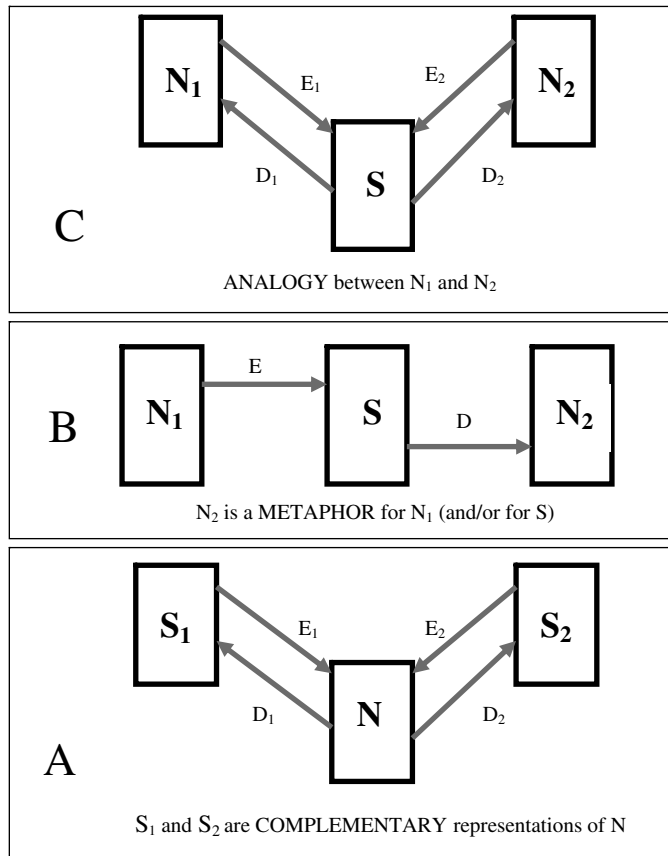 N₁
E₁
E₂
N₂
D₁
S
D₂
C
ANALOGY between N₁ and N₂
E
N₁
S
N₂
B
D
N₂ is a METAPHOR for N₁ (and/or for S)
S₁
E₁
E₂
S₂
D₁
N
D₂
A
S₁ and S₂ are COMPLEMENTARY representations of N